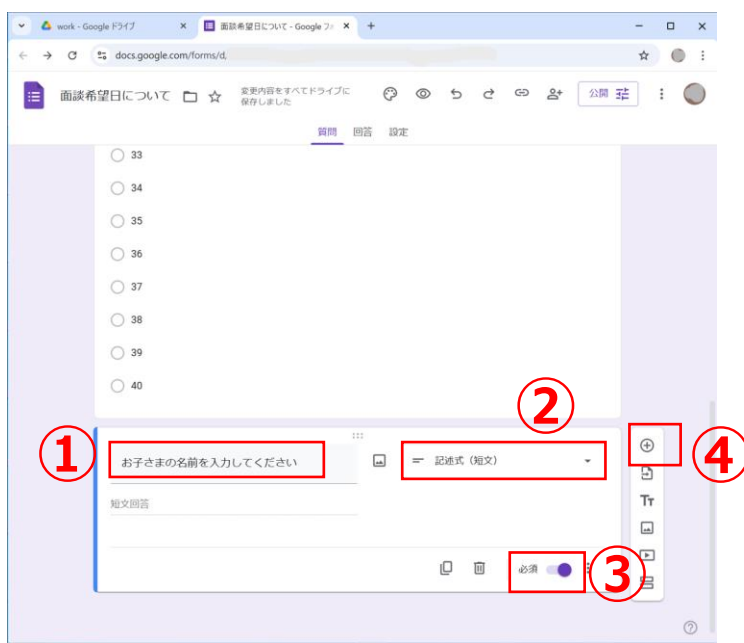 work - Google ドライブ
面談希望日について - Google フ
docs.google.com/forms/d,
面談希望日について
変更内容をすべてドライブに
保存しました
公開
質問 回答 設定
33
34
35
36
37
38
39
40
②
①
お子さまの名前を入力してください
記述式（短文）
④
短文回答
Tт
必須
③